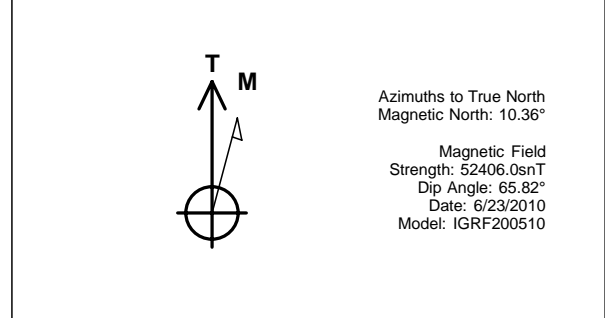 T
M
Azimuths to True North
Magnetic North: 10.36°
Magnetic Field
Strength: 52406.0snT
Dip Angle: 65.82°
Date: 6/23/2010
Model: IGRF200510